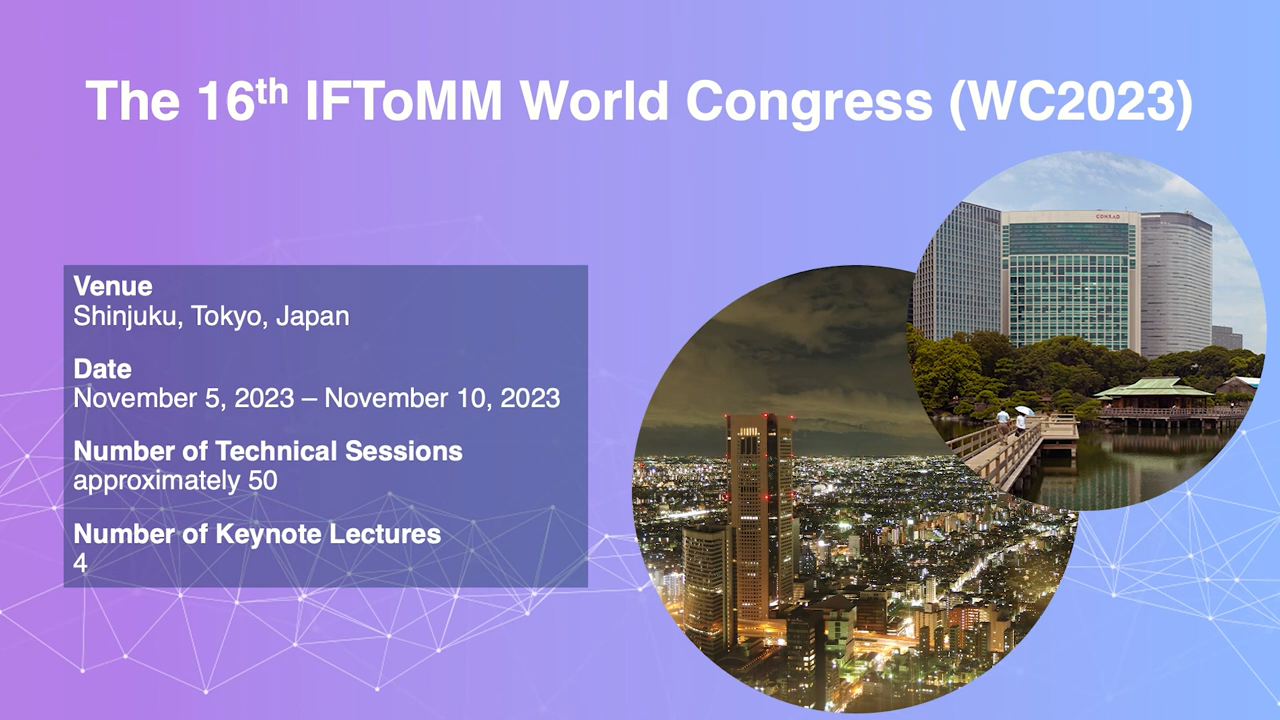 The 16th IFToMM World Congress (WC2023)
Venue
Shinjuku, Tokyo, Japan
Date
November 5, 2023 – November 10, 2023
Number of Technical Sessions
approximately 50
Number of Keynote Lectures
4
CONRAD